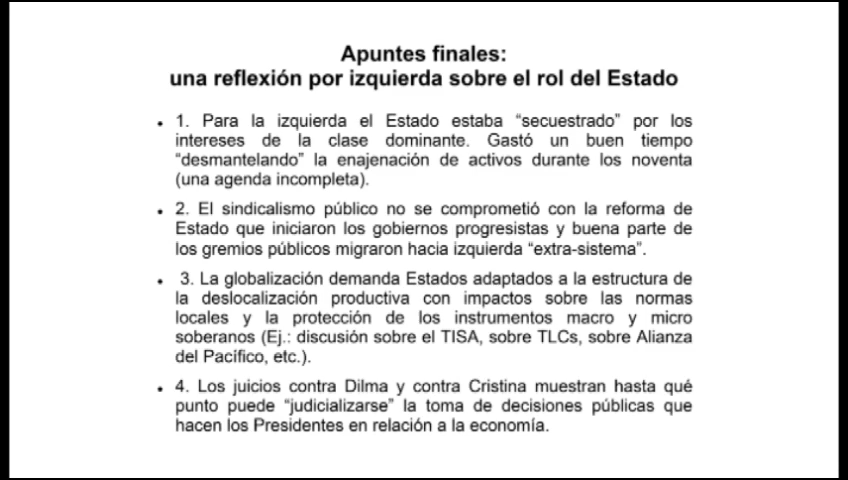 Apuntes finales:
una reflexión por izquierda sobre el rol del Estado
• 1. Para la izquierda el Estado estaba “secuestrado” por los
intereses de la clase dominante. Gastó un buen tiempo
“desmantelando” la enajenación de activos durante los noventa
(una agenda incompleta).
• 2. El sindicalismo público no se comprometió con la reforma de
Estado que iniciaron los gobiernos progresistas y buena parte de
los gremios públicos migraron hacia izquierda “extra-sistema”.
• 3. La globalización demanda Estados adaptados a la estructura de
la deslocalización productiva con impactos sobre las normas
locales y la protección de los instrumentos macro y micro
soberanos (Ej.: discusión sobre el TISA, sobre TLCs, sobre Alianza
del Pacífico, etc.).
• 4. Los juicios contra Dilma y contra Cristina muestran hasta qué
punto puede “judicializarse” la toma de decisiones públicas que
hacen los Presidentes en relación a la economía.